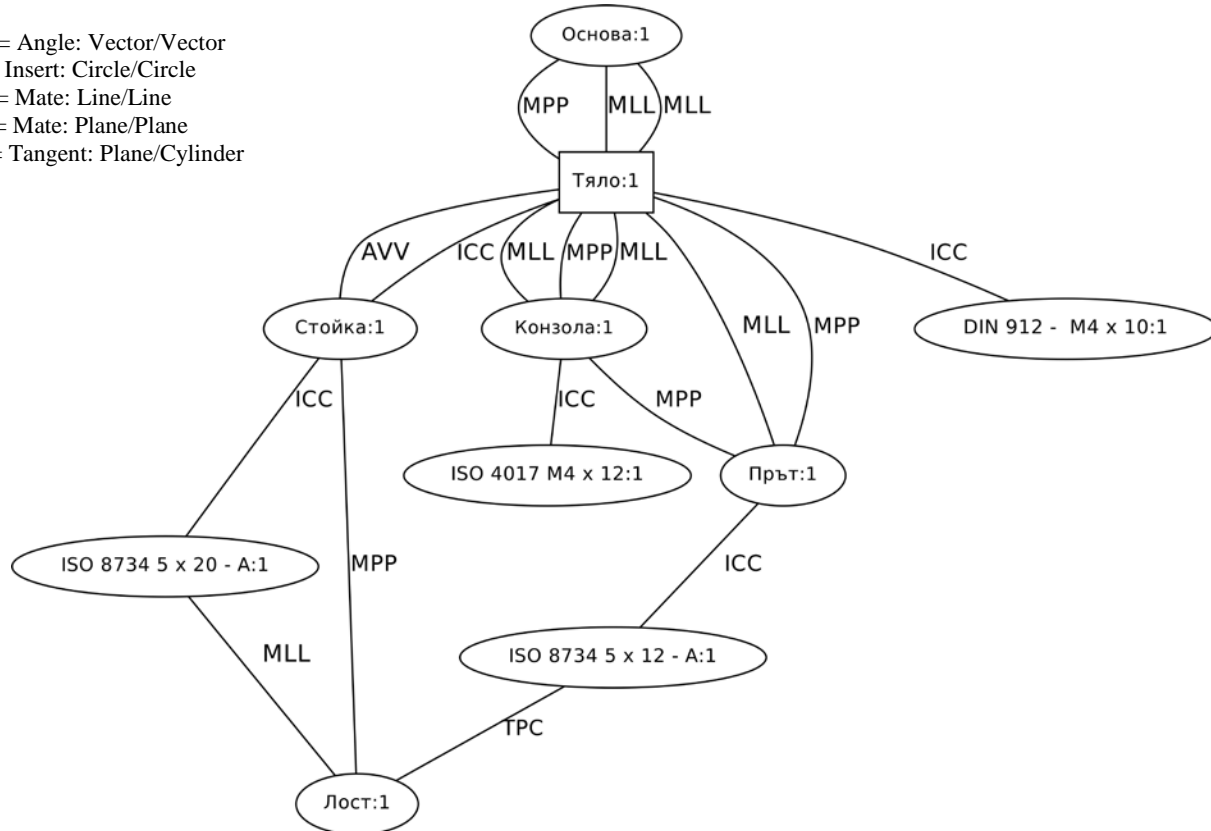 = Angle: Vector/Vector
Insert: Circle/Circle
= Mate: Line/Line
= Mate: Plane/Plane
= Tangent: Plane/Cylinder
Основа:1
MPP MLL MLL
Тяло:1
AVV ICC MLL MPP MLL ICC
MLL MPP
Стойка:1 Конзола:1 DIN 912 - M4 x 10:1
ICC ICC MPP
ISO 4017 M4 x 12:1 Прът:1
ISO 8734 5 x 20 - A:1 MPP ICC
MLL ISO 8734 5 x 12 - A:1
TPC
Лост:1